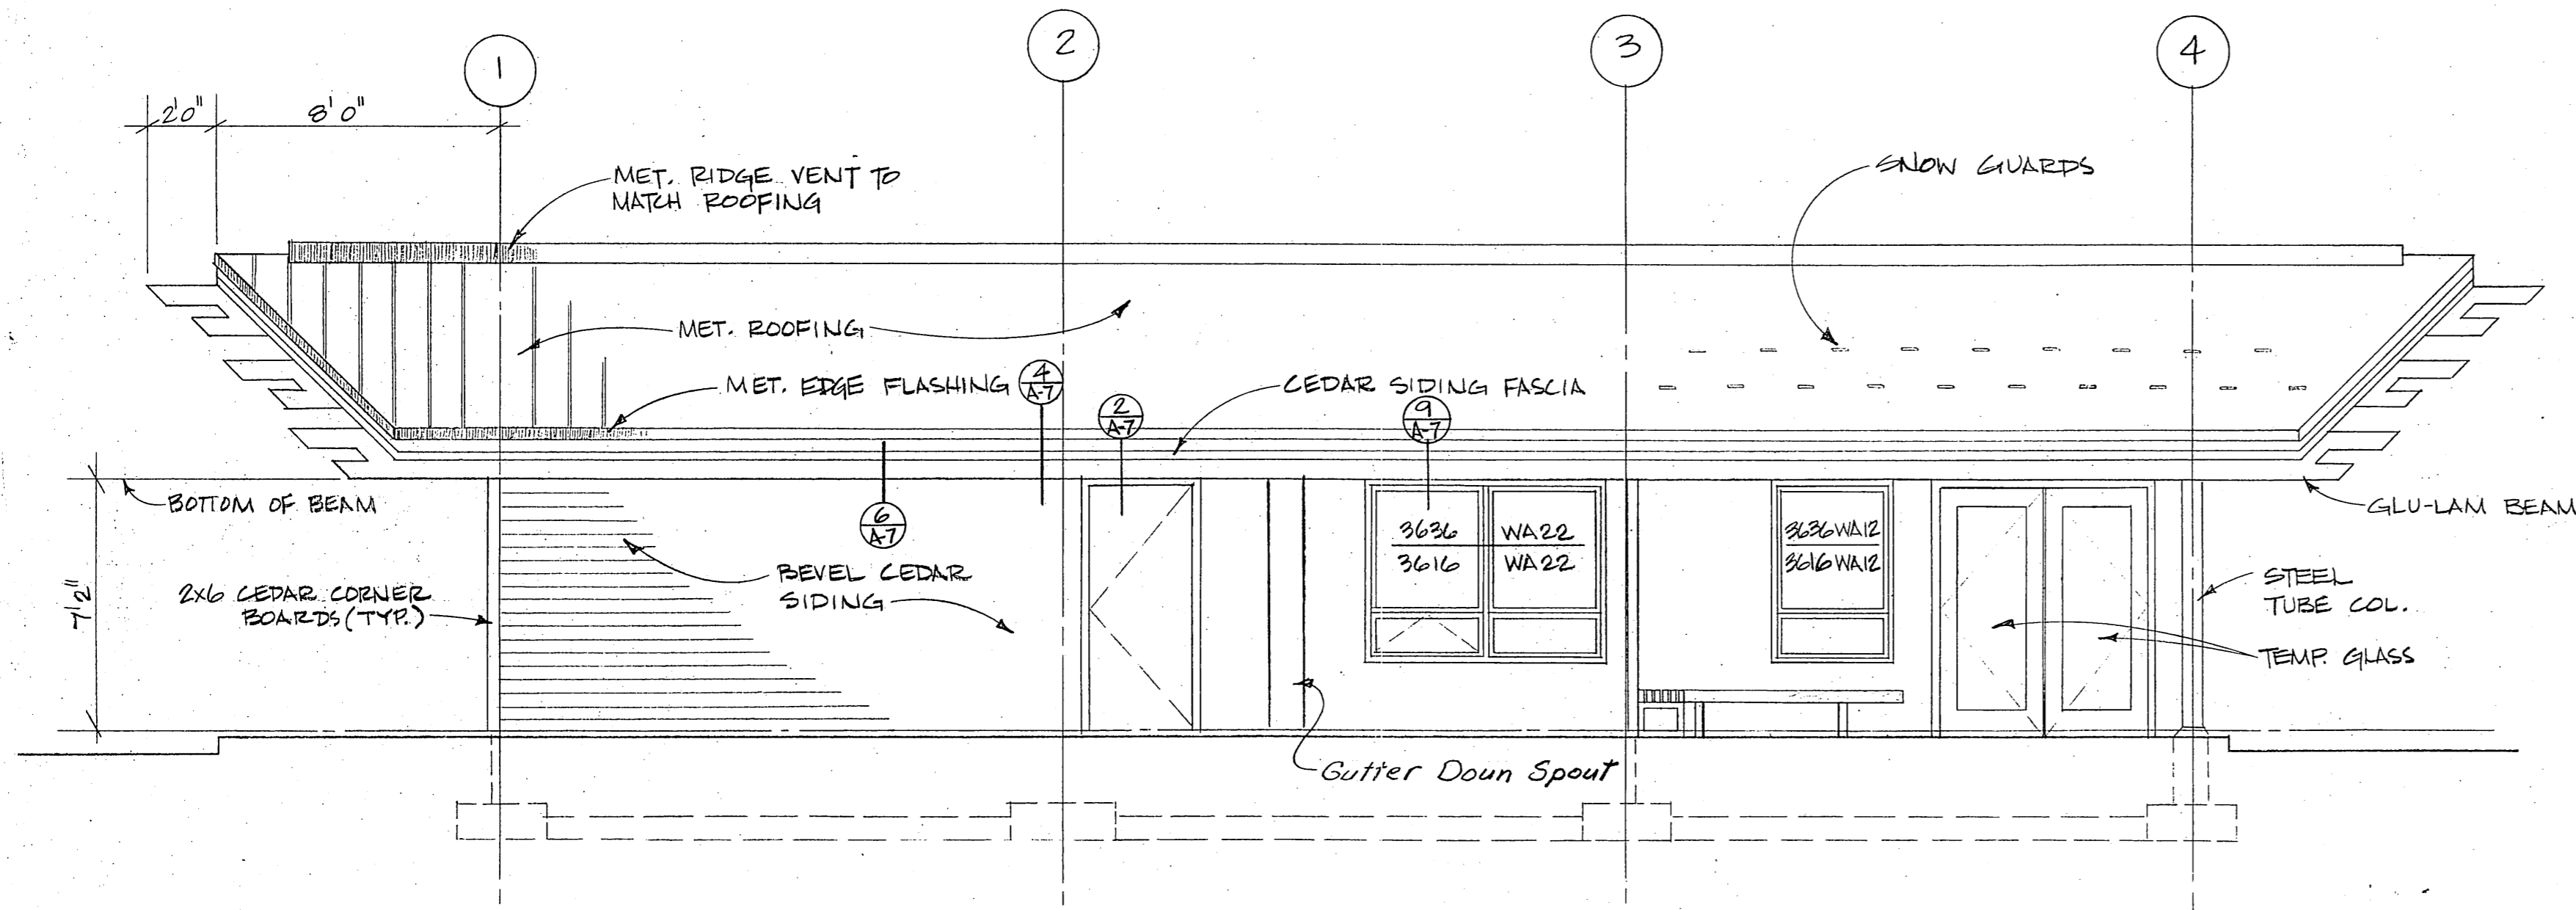 1
2
3
4
2'0"
8'0"
MET. RIDGE VENT TO
MATCH ROOFING
SNOW GUARDS
MET. ROOFING
MET. EDGE FLASHING
4
A-7
2
A-7
CEDAR SIDING FASCIA
9
A-7
BOTTOM OF BEAM
6
A-7
GLU-LAM BEAM
3636
WA22
3616
WA22
3636WA12
3616WA12
7'2"
2x6 CEDAR CORNER
BOARDS (TYP.)
BEVEL CEDAR
SIDING
STEEL
TUBE COL.
TEMP. GLASS
Gutter Doun Spout